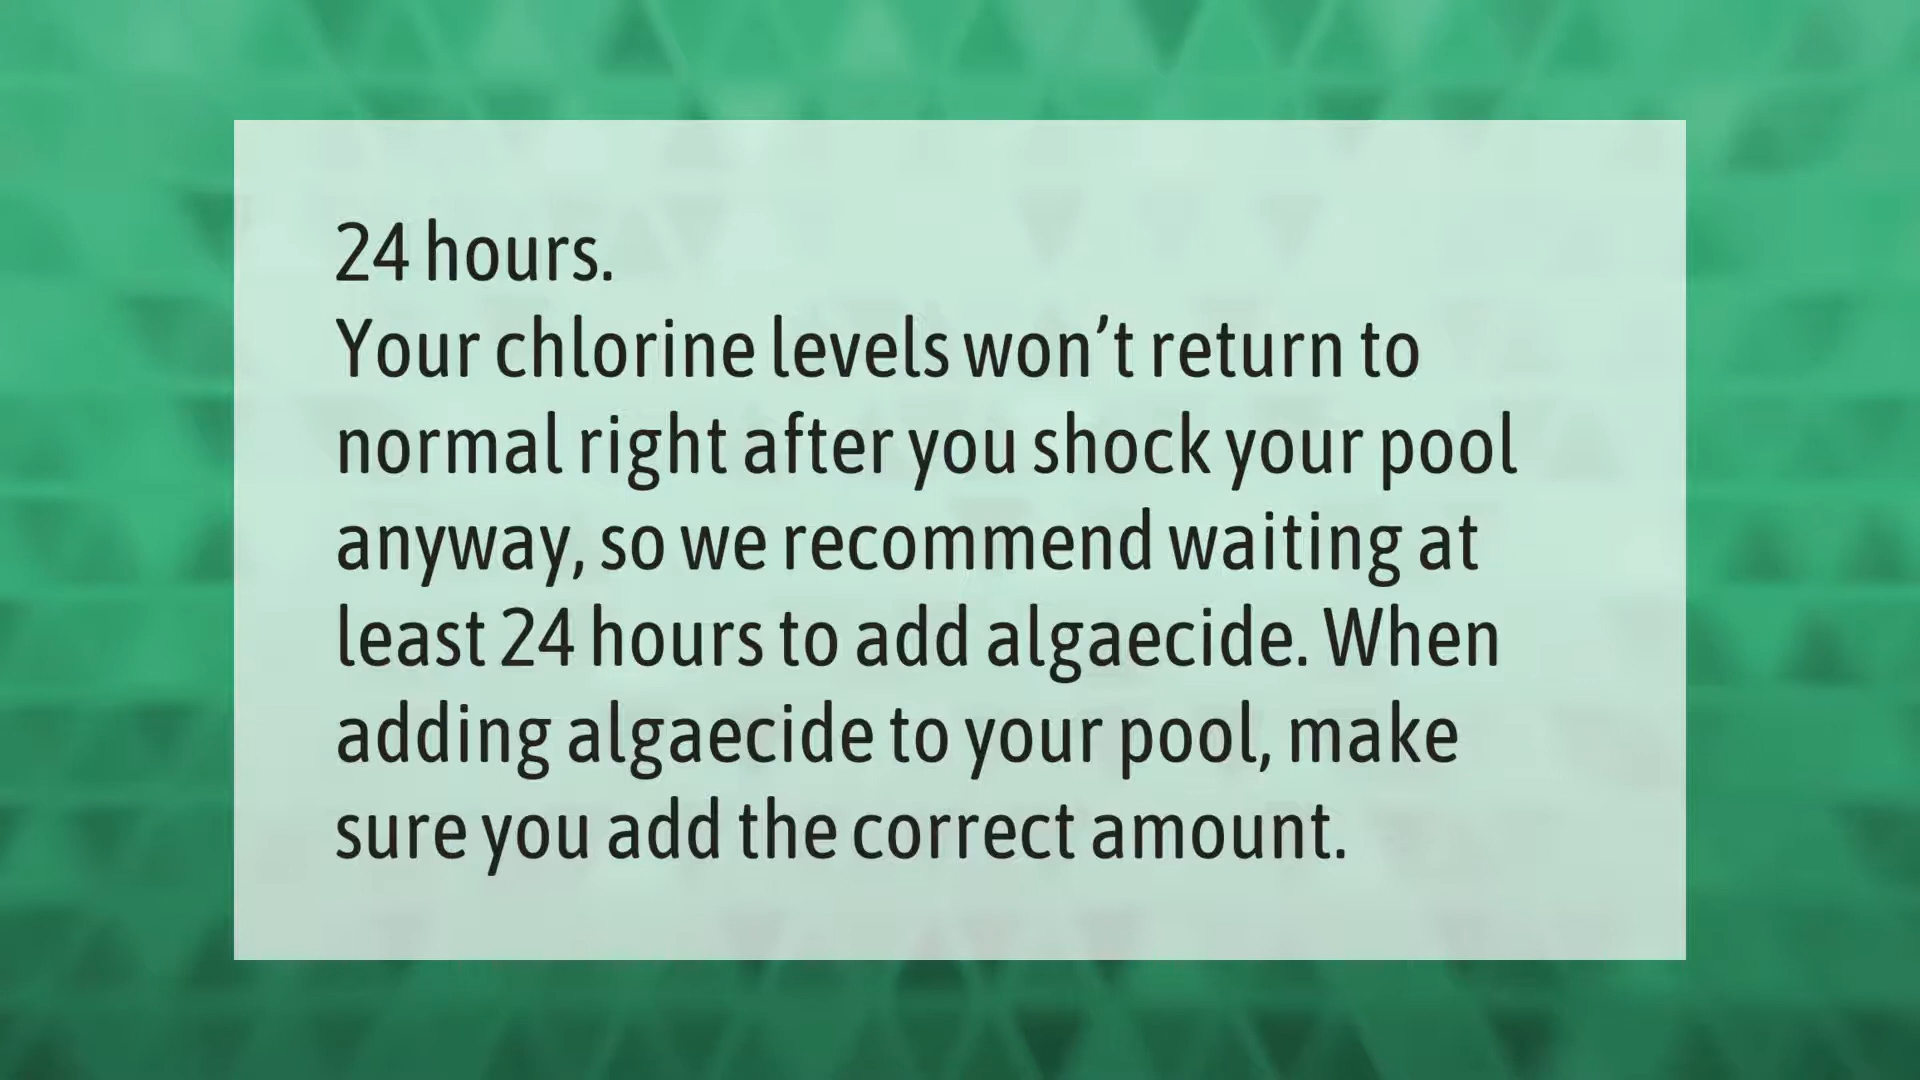 24 hours.
Your chlorine levels won’t return to
normal right after you shock your pool
anyway, so we recommend waiting at
least 24 hours to add algaecide. When
adding algaecide to your pool, make
sure you add the correct amount.